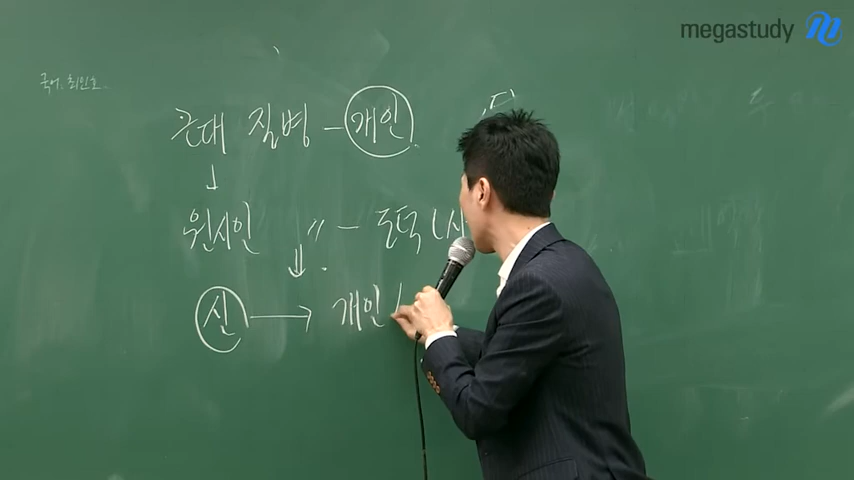 megastudy
국어: 최인호
근대 질병 - 개인
↓
원시인 〃 - 도덕
⇓
신 → 개인